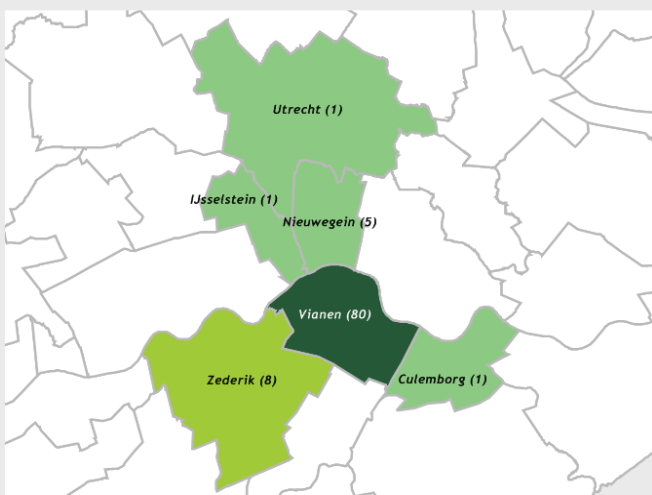 Utrecht (1)
IJsselstein (1)
Nieuwegein (5)
Vianen (80)
Zederik (8)
Culemborg (1)